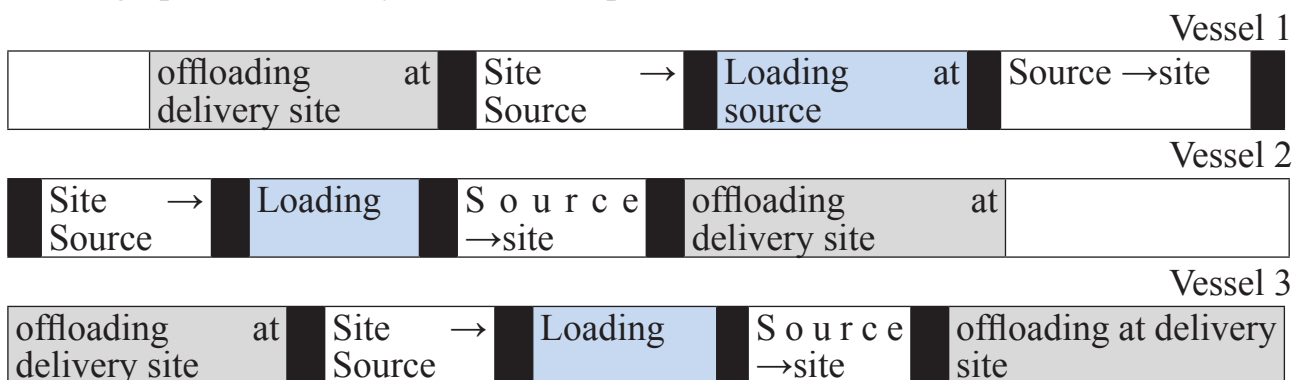 Vessel 1
offloading at Site → Loading at Source →site
delivery site Source source
Vessel 2
Site → Loading S o u r c e offloading at
Source →site delivery site
Vessel 3
offloading at Site → Loading S o u r c e offloading at delivery
delivery site Source →site site